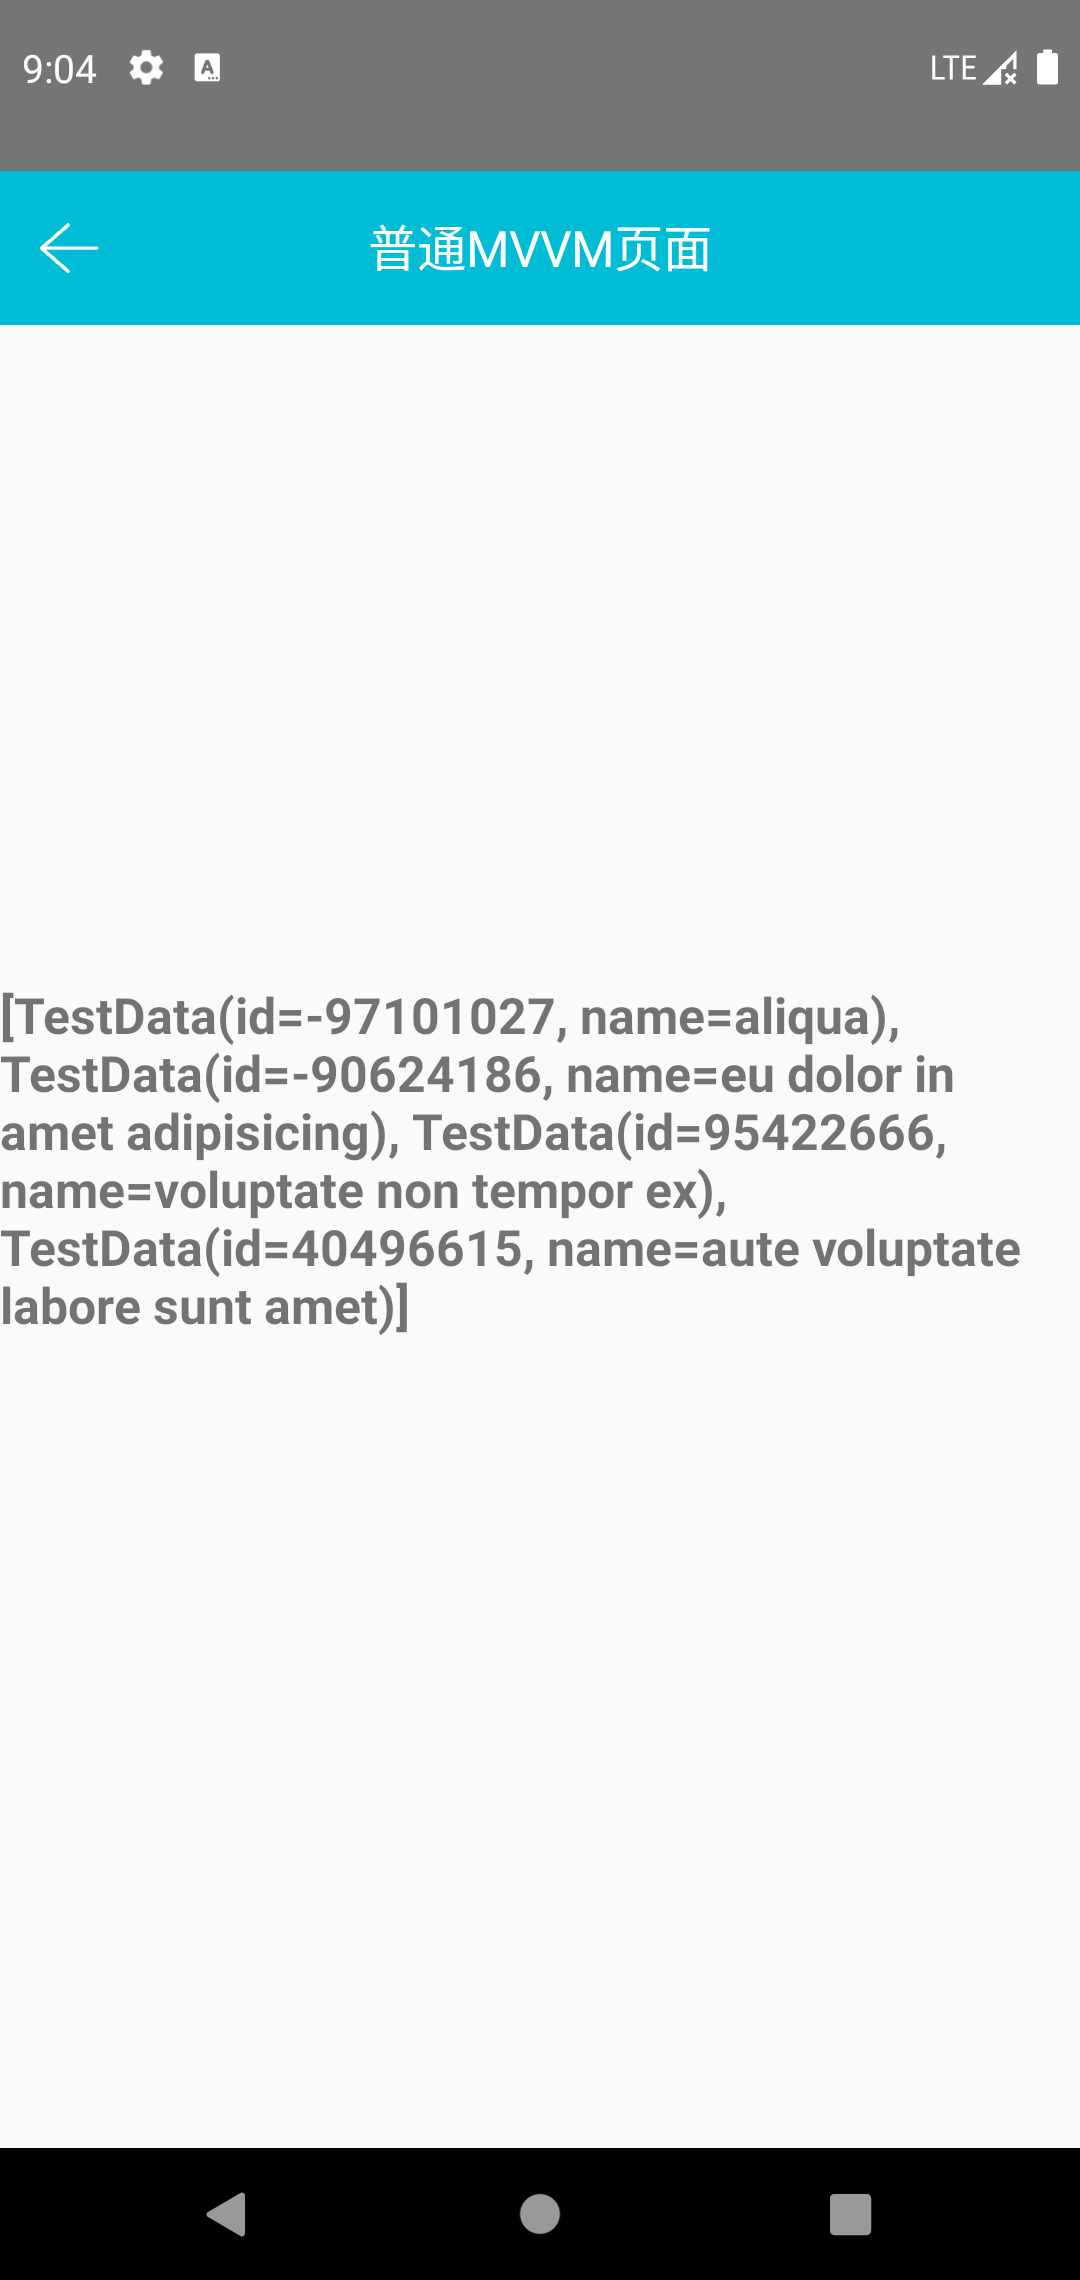 9:04
LTE
普通MVVM页面
[TestData(id=-97101027, name=aliqua),
TestData(id=-90624186, name=eu dolor in
amet adipisicing), TestData(id=95422666,
name=voluptate non tempor ex),
TestData(id=40496615, name=aute voluptate
labore sunt amet)]